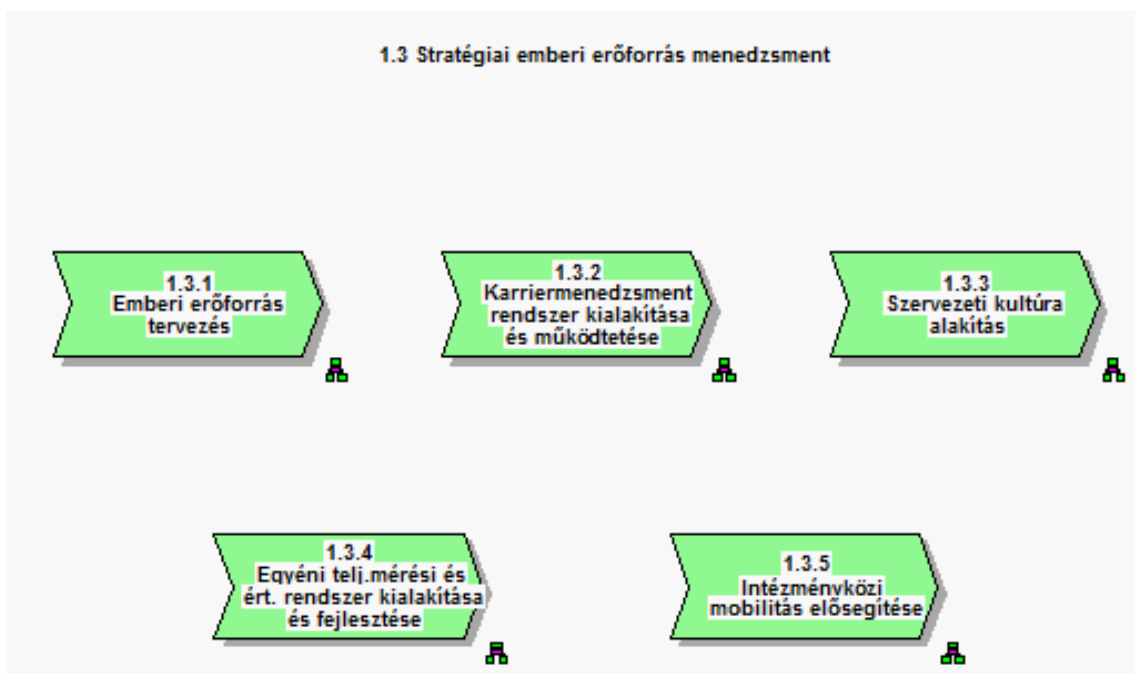 1.3 Stratégiai emberi erőforrás menedzsment
1.3.1
Emberi erőforrás
tervezés
1.3.2
Karriermenedzsment
rendszer kialakítása
és működtetése
1.3.3
Szervezeti kultúra
alakítás
1.3.4
Egyéni telj.mérési és
ért. rendszer kialakítása
és fejlesztése
1.3.5
Intézményközi
mobilitás elősegítése